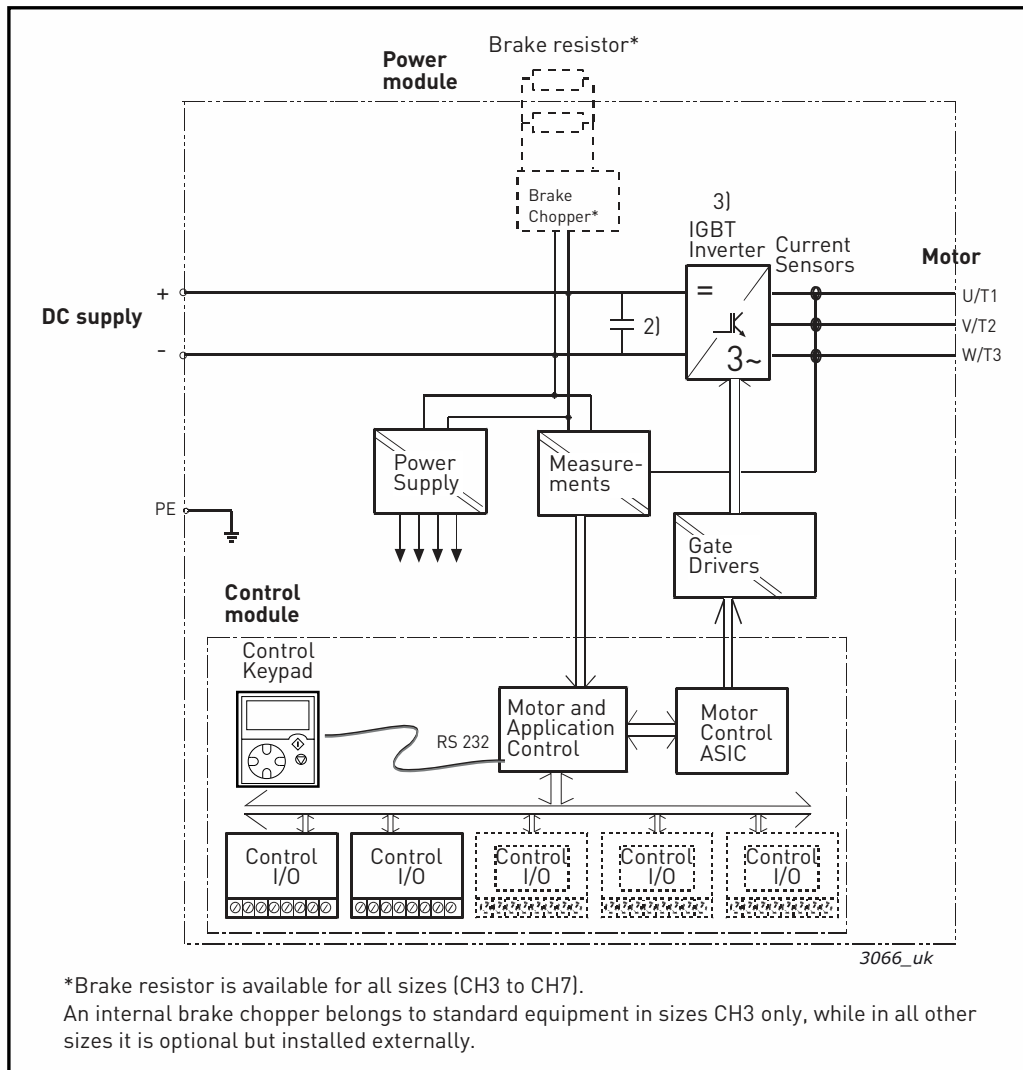 Brake resistor*
Power
module
Brake
Chopper*
3)
IGBT
Inverter
Current
Sensors
Motor
=
3~
DC supply
+
-
2)
U/T1
V/T2
W/T3
Power
Supply
Measure-
ments
PE
Gate
Drivers
Control
module
Control
Keypad
RS 232
Motor and
Application
Control
Motor
Control
ASIC
Control
I/O
Control
I/O
Control
I/O
Control
I/O
Control
I/O
3066_uk
*Brake resistor is available for all sizes (CH3 to CH7).
An internal brake chopper belongs to standard equipment in sizes CH3 only, while in all other
sizes it is optional but installed externally.